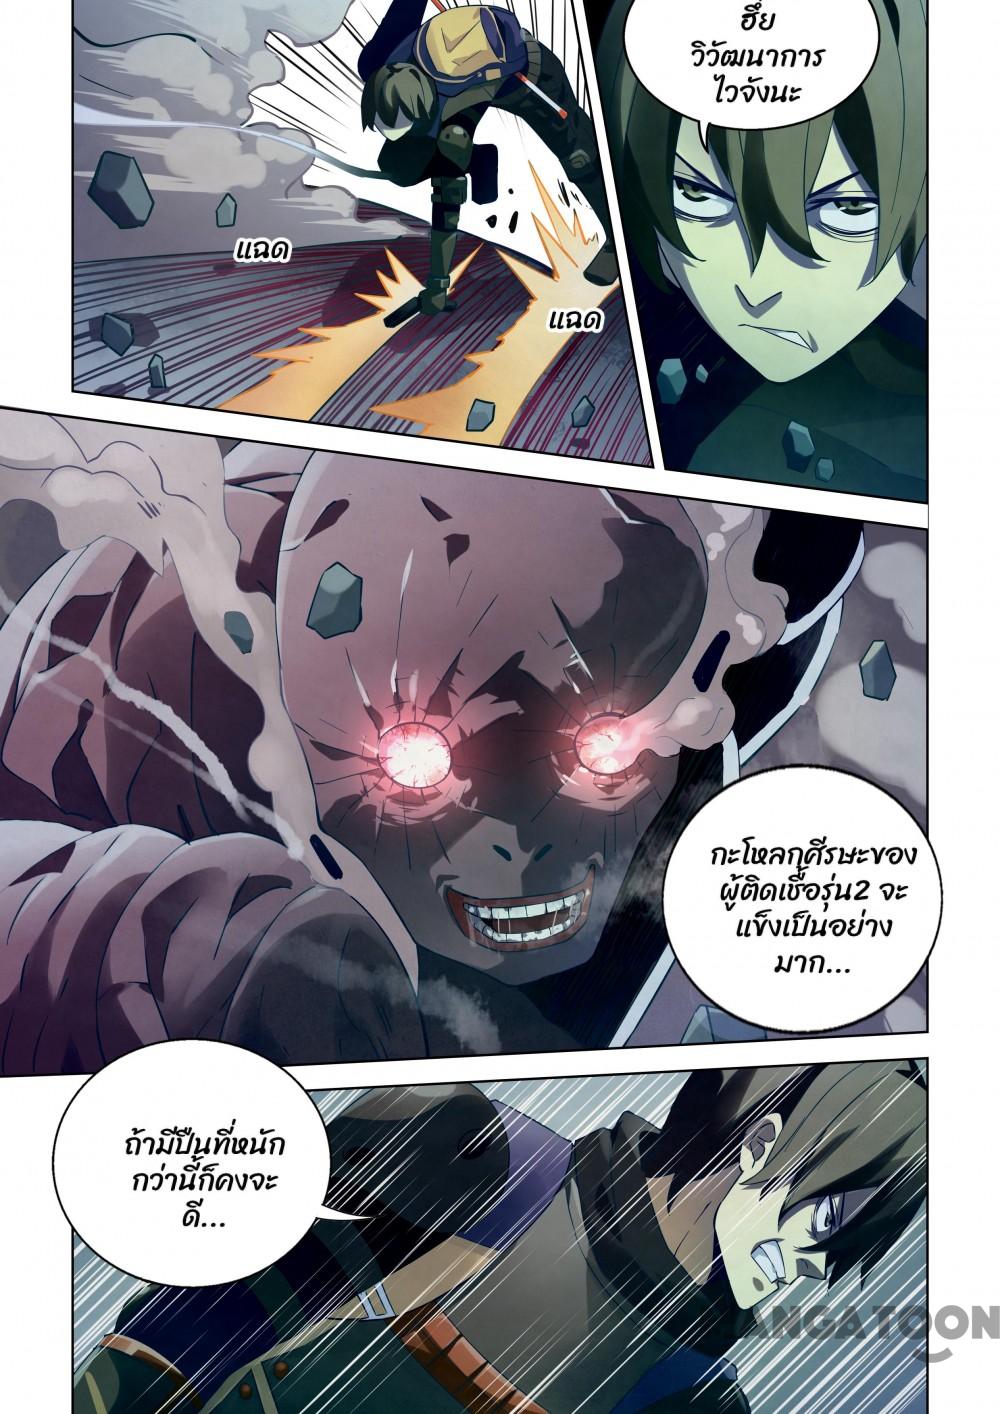 ฮึ่ย
วิวัฒนาการ
ไวจังนะ
แฉด
แฉด
กะโหลกศีรษะของ
ผู้ติดเชื้อรุ่น2 จะ
แข็งเป็นอย่าง
มาก...
ถ้ามีปืนที่หนัก
กว่านี้ก็คงจะ
ดี...
MANGATOON